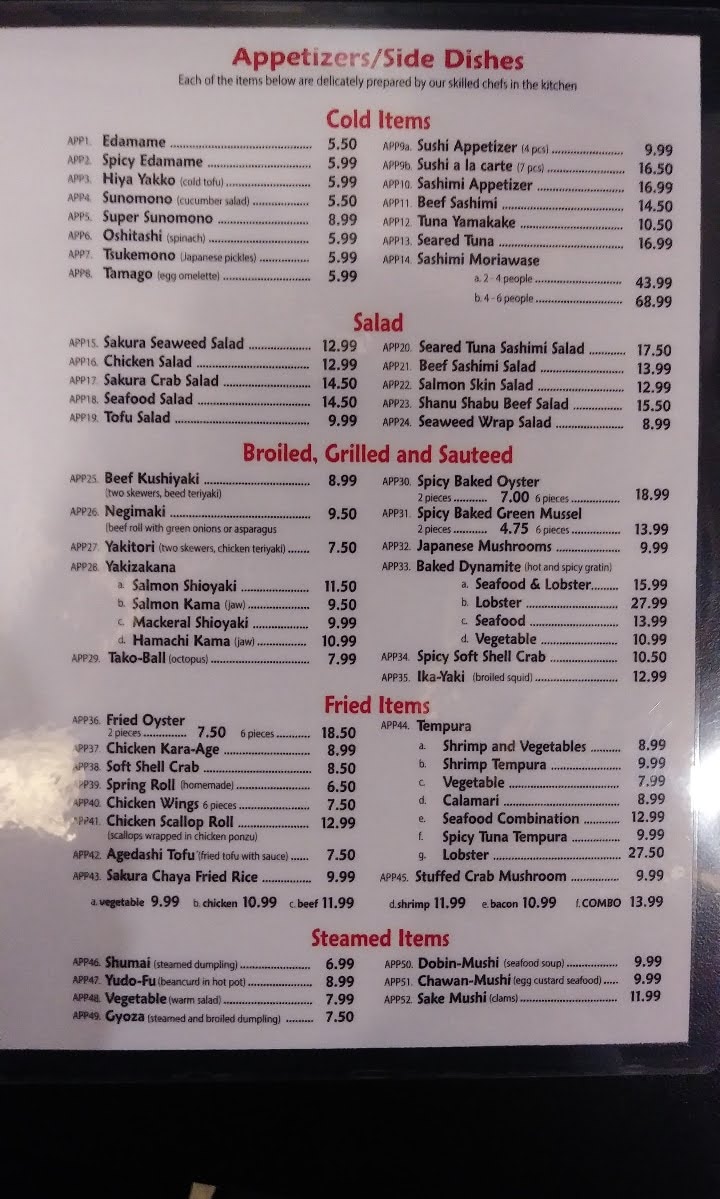 Appetizers/Side Dishes
Each of the items below are delicately prepared by our skilled chefs in the kitchen
Cold Items
APP1. Edamame 5.50
APP2. Spicy Edamame 5.99
APP3. Hiya Yakko (cold tofu) 5.99
APP4. Sunomono (cucumber salad) 5.50
APP5. Super Sunomono 8.99
APP6. Oshitashi (spinach) 5.99
APP7. Tsukemono (Japanese pickles) 5.99
APP8. Tamago (egg omelette) 5.99
APP9a. Sushi Appetizer (4 pcs) 9.99
APP9b. Sushi a la carte (7 pcs) 16.50
APP10. Sashimi Appetizer 16.99
APP11. Beef Sashimi 14.50
APP12. Tuna Yamakake 10.50
APP13. Seared Tuna 16.99
APP14. Sashimi Moriawase
a. 2-4 people 43.99
b. 4-6 people 68.99
Salad
APP15. Sakura Seaweed Salad 12.99
APP16. Chicken Salad 12.99
APP17. Sakura Crab Salad 14.50
APP18. Seafood Salad 14.50
APP19. Tofu Salad 9.99
APP20. Seared Tuna Sashimi Salad 17.50
APP21. Beef Sashimi Salad 13.99
APP22. Salmon Skin Salad 12.99
APP23. Shanu Shabu Beef Salad 15.50
APP24. Seaweed Wrap Salad 8.99
Broiled, Grilled and Sauteed
APP25. Beef Kushiyaki 8.99
(two skewers, beed teriyaki)
APP26. Negimaki 9.50
(beef roll with green onions or asparagus
APP27. Yakitori (two skewers, chicken teriyaki) 7.50
APP28. Yakizakana
a. Salmon Shioyaki 11.50
b. Salmon Kama (jaw) 9.50
c. Mackeral Shioyaki 9.99
d. Hamachi Kama (jaw) 10.99
APP29. Tako-Ball (octopus) 7.99
APP30. Spicy Baked Oyster
2 pieces 7.00 6 pieces 18.99
APP31. Spicy Baked Green Mussel
2 pieces 4.75 6 pieces 13.99
APP32. Japanese Mushrooms 9.99
APP33. Baked Dynamite (hot and spicy gratin)
a. Seafood & Lobster 15.99
b. Lobster 27.99
c. Seafood 13.99
d. Vegetable 10.99
APP34. Spicy Soft Shell Crab 10.50
APP35. Ika-Yaki (broiled squid) 12.99
Fried Items
APP36. Fried Oyster
2 pieces 7.50 6 pieces 18.50
APP37. Chicken Kara-Age 8.99
APP38. Soft Shell Crab 8.50
PP39. Spring Roll (homemade) 6.50
APP40. Chicken Wings 6 pieces 7.50
APP41. Chicken Scallop Roll 12.99
(scallops wrapped in chicken ponzu)
APP42. Agedashi Tofu (fried tofu with sauce) 7.50
APP43. Sakura Chaya Fried Rice 9.99
a. vegetable 9.99 b. chicken 10.99 c. beef 11.99
APP44. Tempura
a. Shrimp and Vegetables 8.99
b. Shrimp Tempura 9.99
c. Vegetable 7.99
d. Calamari 8.99
e. Seafood Combination 12.99
f. Spicy Tuna Tempura 9.99
g. Lobster 27.50
APP45. Stuffed Crab Mushroom 9.99
d. shrimp 11.99 e. bacon 10.99 f. COMBO 13.99
Steamed Items
APP46. Shumai (steamed dumpling) 6.99
APP47. Yudo-Fu (beancurd in hot pot) 8.99
APP48. Vegetable (warm salad) 7.99
APP49. Gyoza (steamed and broiled dumpling) 7.50
APP50. Dobin-Mushi (seafood soup) 9.99
APP51. Chawan-Mushi (egg custard seafood) 9.99
APP52. Sake Mushi (clams) 11.99